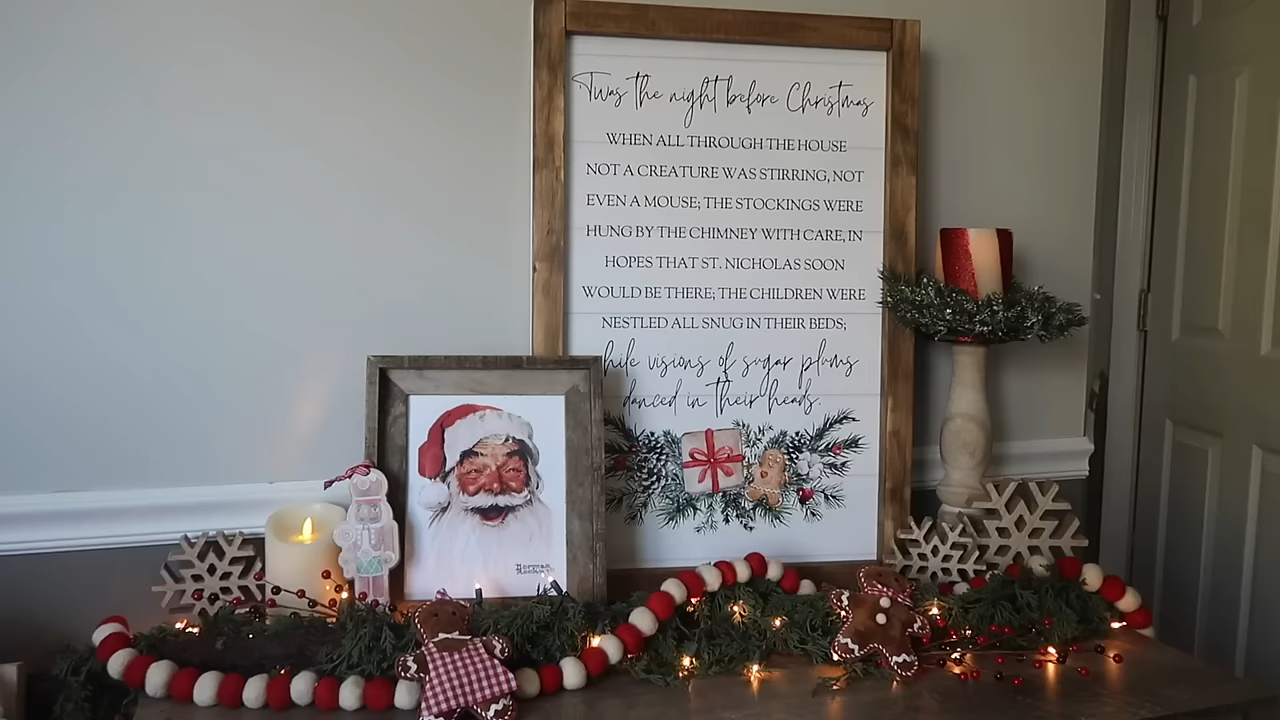 'Twas the night before Christmas
WHEN ALL THROUGH THE HOUSE
NOT A CREATURE WAS STIRRING, NOT
EVEN A MOUSE; THE STOCKINGS WERE
HUNG BY THE CHIMNEY WITH CARE, IN
HOPES THAT ST. NICHOLAS SOON
WOULD BE THERE; THE CHILDREN WERE
NESTLED ALL SNUG IN THEIR BEDS;
hile visions of sugar plums
danced in their heads.